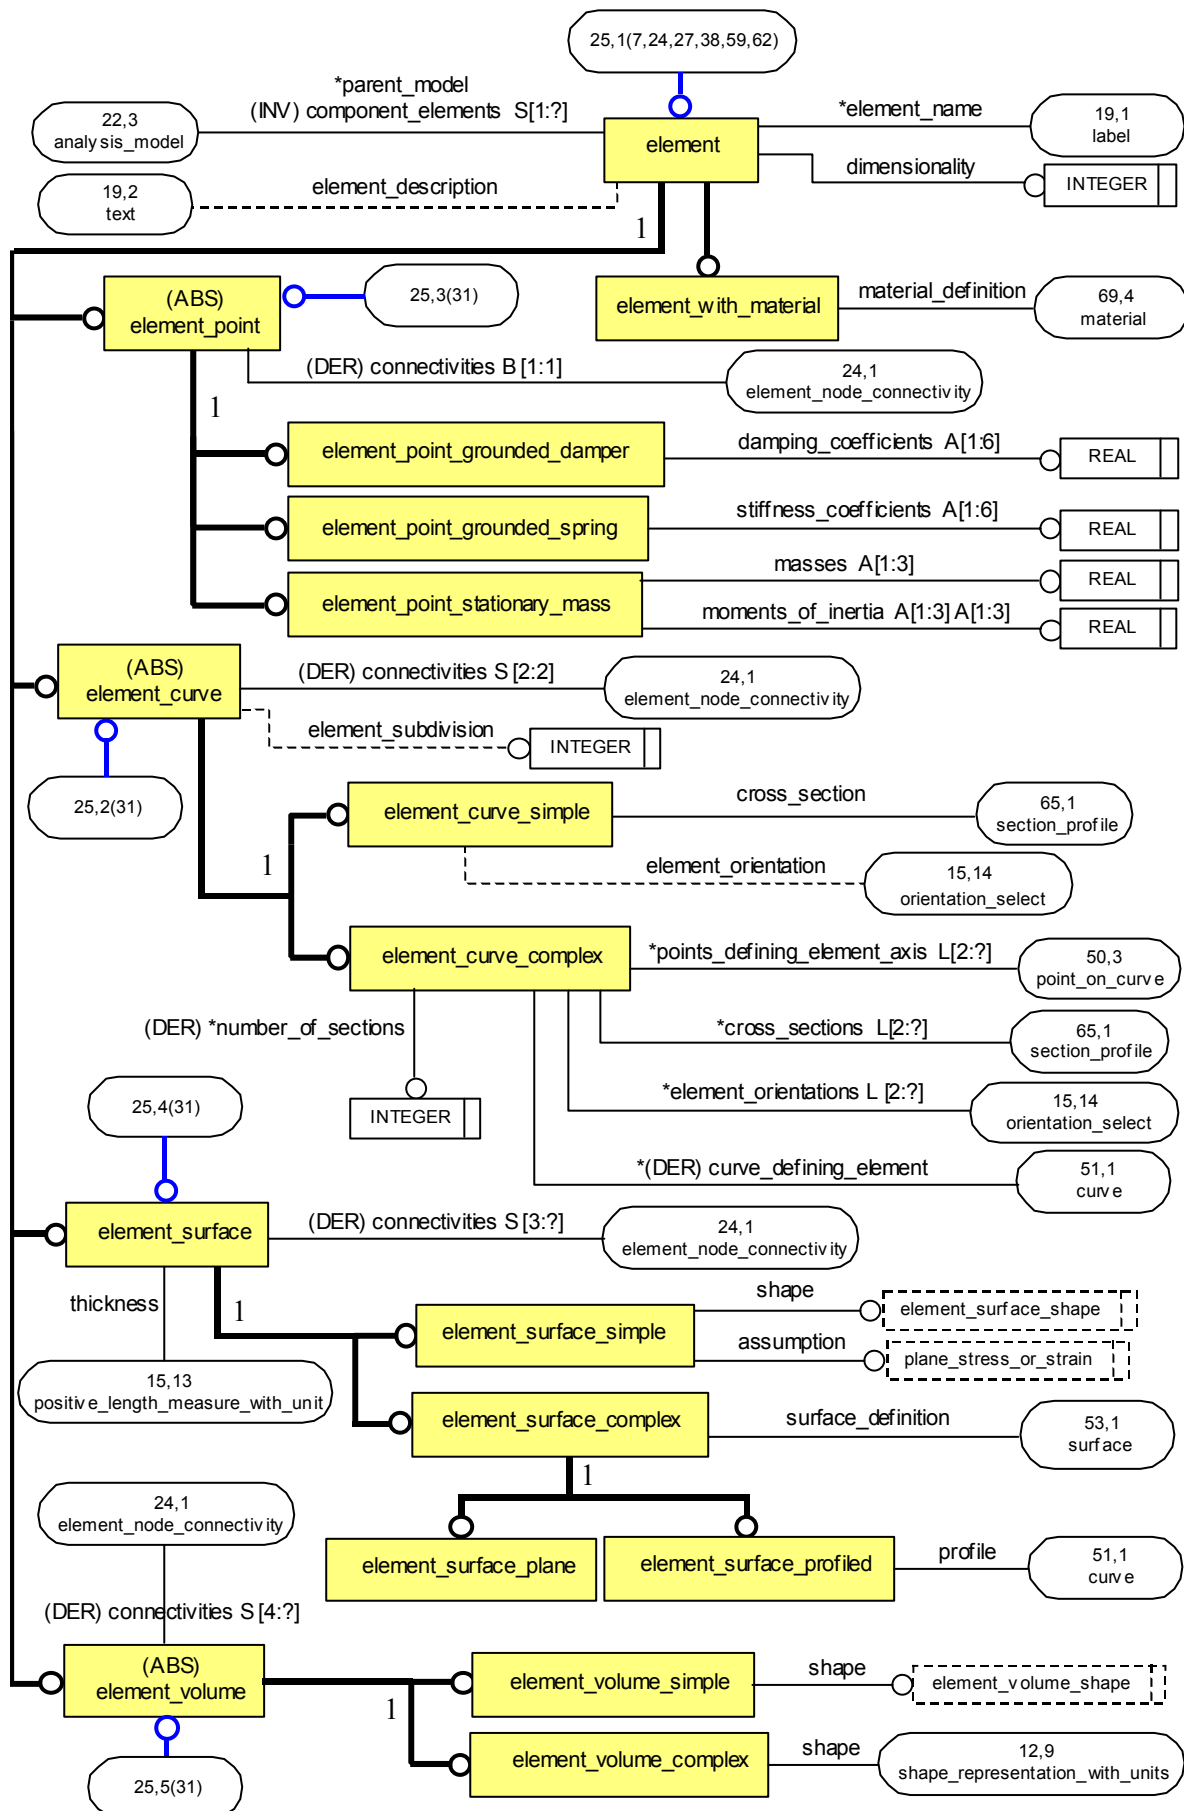 25,1(7,24,27,38,59,62)
*parent_model
(INV) component_elements S[1:?]
22,3
analysis_model
element
*element_name
19,1
label
dimensionality
INTEGER
19,2
text
element_description
1
(ABS)
element_point
25,3(31)
element_with_material
material_definition
69,4
material
(DER) connectivities B [1:1]
24,1
element_node_connectivity
1
element_point_grounded_damper
damping_coefficients A[1:6]
REAL
element_point_grounded_spring
stiffness_coefficients A[1:6]
REAL
element_point_stationary_mass
masses A[1:3]
REAL
moments_of_inertia A[1:3] A[1:3]
REAL
(ABS)
element_curve
(DER) connectivities S [2:2]
24,1
element_node_connectivity
element_subdivision
INTEGER
25,2(31)
element_curve_simple
cross_section
65,1
section_profile
1
element_orientation
15,14
orientation_select
element_curve_complex
*points_defining_element_axis L[2:?]
50,3
point_on_curve
(DER) *number_of_sections
INTEGER
*cross_sections L[2:?]
65,1
section_profile
*element_orientations L [2:?]
15,14
orientation_select
*(DER) curve_defining_element
51,1
curve
25,4(31)
element_surface
(DER) connectivities S [3:?]
24,1
element_node_connectivity
thickness
1
15,13
positive_length_measure_with_unit
element_surface_simple
shape
element_surface_shape
assumption
plane_stress_or_strain
element_surface_complex
surface_definition
53,1
surface
1
element_surface_plane
element_surface_profiled
profile
51,1
curve
24,1
element_node_connectivity
(DER) connectivities S [4:?]
(ABS)
element_volume
1
element_volume_simple
shape
element_volume_shape
element_volume_complex
shape
12,9
shape_representation_with_units
25,5(31)